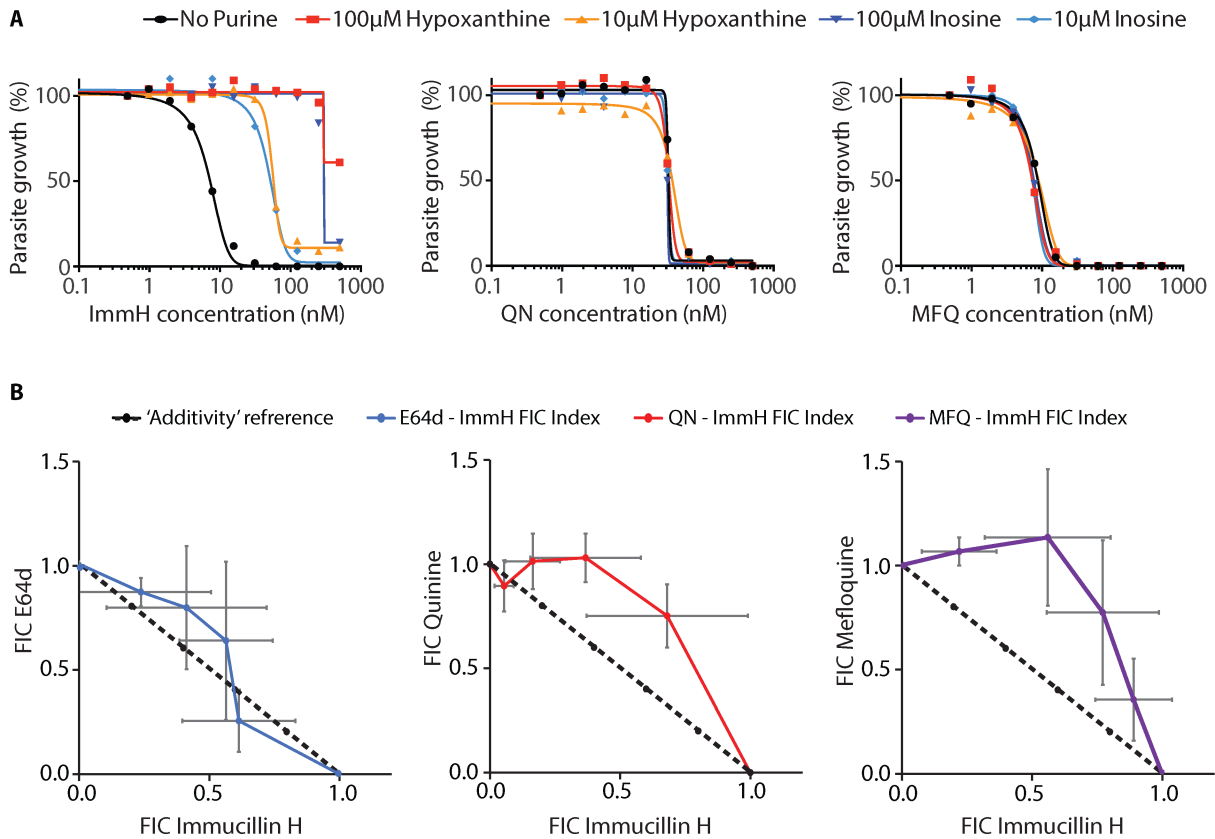 A
No Purine 100µM Hypoxanthine 10µM Hypoxanthine 100µM Inosine 10µM Inosine
Parasite growth (%)
100
50
0
0.1 1 10 100 1000
ImmH concentration (nM)
Parasite growth (%)
100
50
0
0.1 1 10 100 1000
QN concentration (nM)
Parasite growth (%)
100
50
0
0.1 1 10 100 1000
MFQ concentration (nM)
B
‘Additivity’ refrerence E64d - ImmH FIC Index QN - ImmH FIC Index MFQ - ImmH FIC Index
FIC E64d
1.5
1.0
0.5
0.0
0.0 0.5 1.0
FIC Immucillin H
FIC Quinine
1.5
1.0
0.5
0.0
0.0 0.5 1.0
FIC Immucillin H
FIC Mefloquine
1.5
1.0
0.5
0.0
0.0 0.5 1.0
FIC Immucillin H